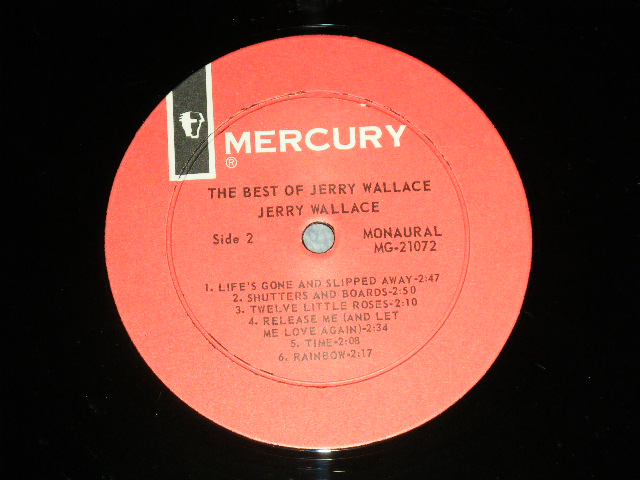 MERCURY
®
THE BEST OF JERRY WALLACE
JERRY WALLACE
Side 2
MONAURAL
MG-21072
1. LIFE'S GONE AND SLIPPED AWAY-2:47
2. SHUTTERS AND BOARDS-2:50
3. TWELVE LITTLE ROSES-2:10
4. RELEASE ME (AND LET
ME LOVE AGAIN)-2:34
5. TIME-2:08
6. RAINBOW-2:17